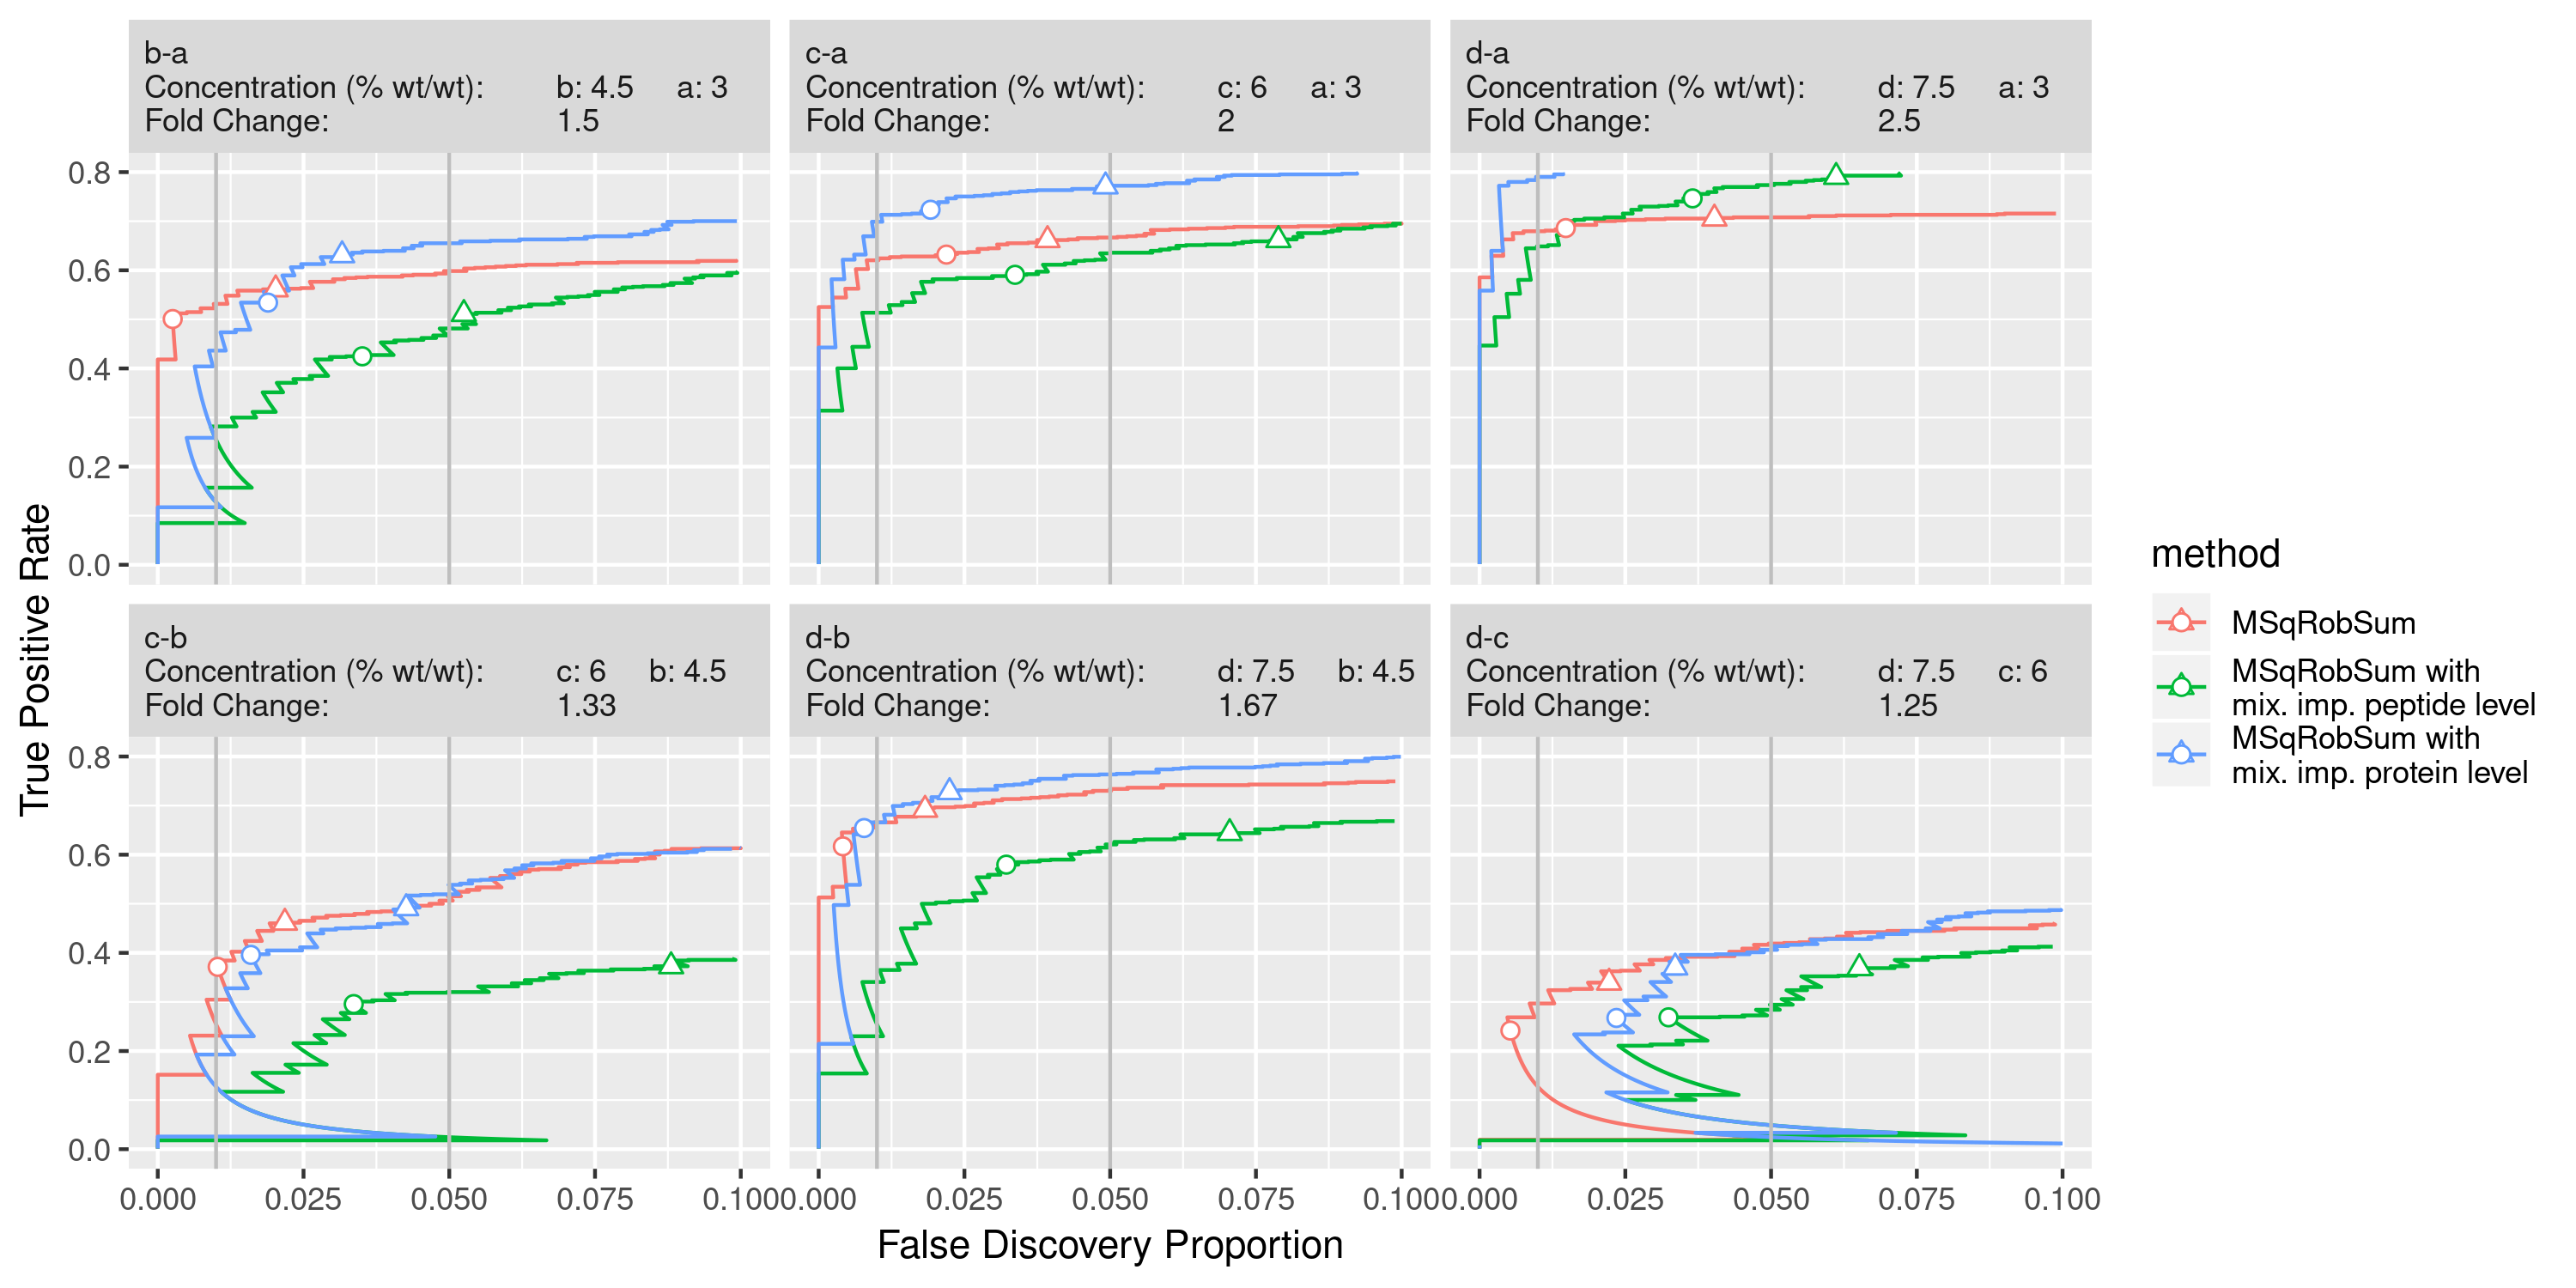 b-a
Concentration (% wt/wt): b: 4.5 a: 3
Fold Change: 1.5
c-a
Concentration (% wt/wt): c: 6 a: 3
Fold Change: 2
d-a
Concentration (% wt/wt): d: 7.5 a: 3
Fold Change: 2.5
0.8
0.6
0.4
0.2
0.0
c-b
Concentration (% wt/wt): c: 6 b: 4.5
Fold Change: 1.33
d-b
Concentration (% wt/wt): d: 7.5 b: 4.5
Fold Change: 1.67
d-c
Concentration (% wt/wt): d: 7.5 c: 6
Fold Change: 1.25
0.8
0.6
0.4
0.2
0.0
0.000 0.025 0.050 0.075 0.100
0.000 0.025 0.050 0.075 0.100
0.000 0.025 0.050 0.075 0.100
True Positive Rate
False Discovery Proportion
method
MSqRobSum
MSqRobSum with
mix. imp. peptide level
MSqRobSum with
mix. imp. protein level